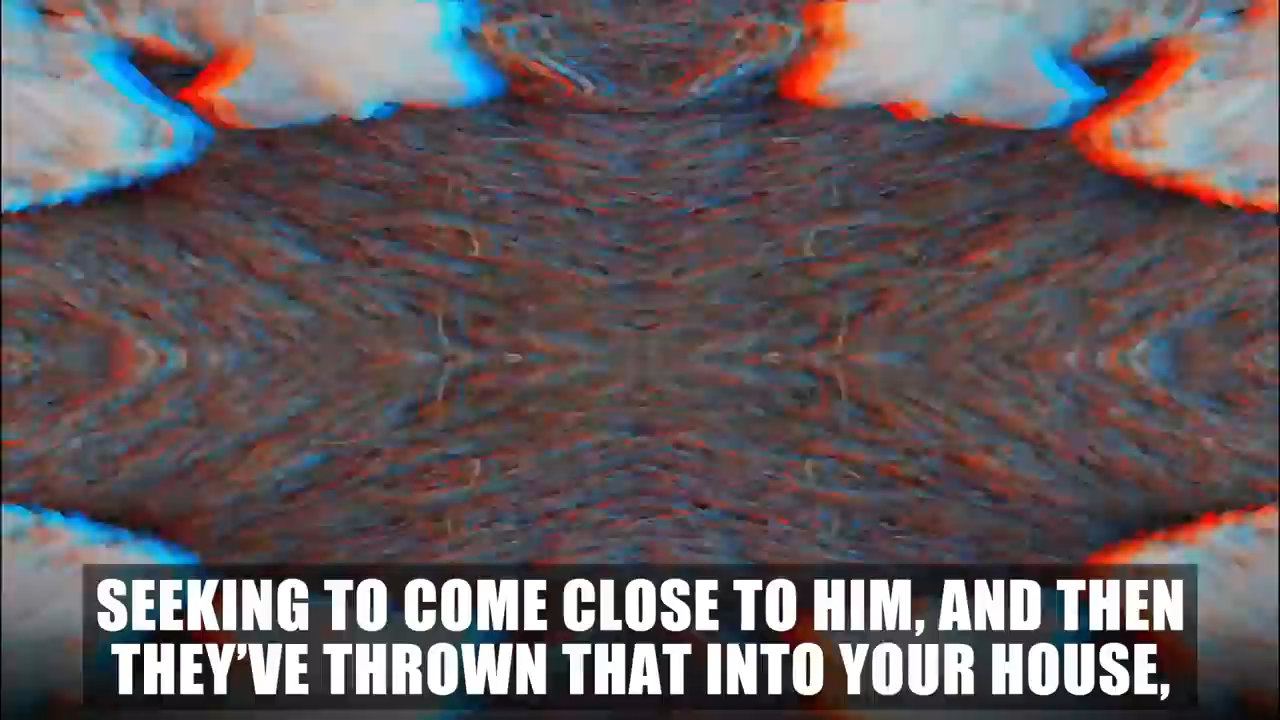 SEEKING TO COME CLOSE TO HIM, AND THEN
THEY’VE THROWN THAT INTO YOUR HOUSE,